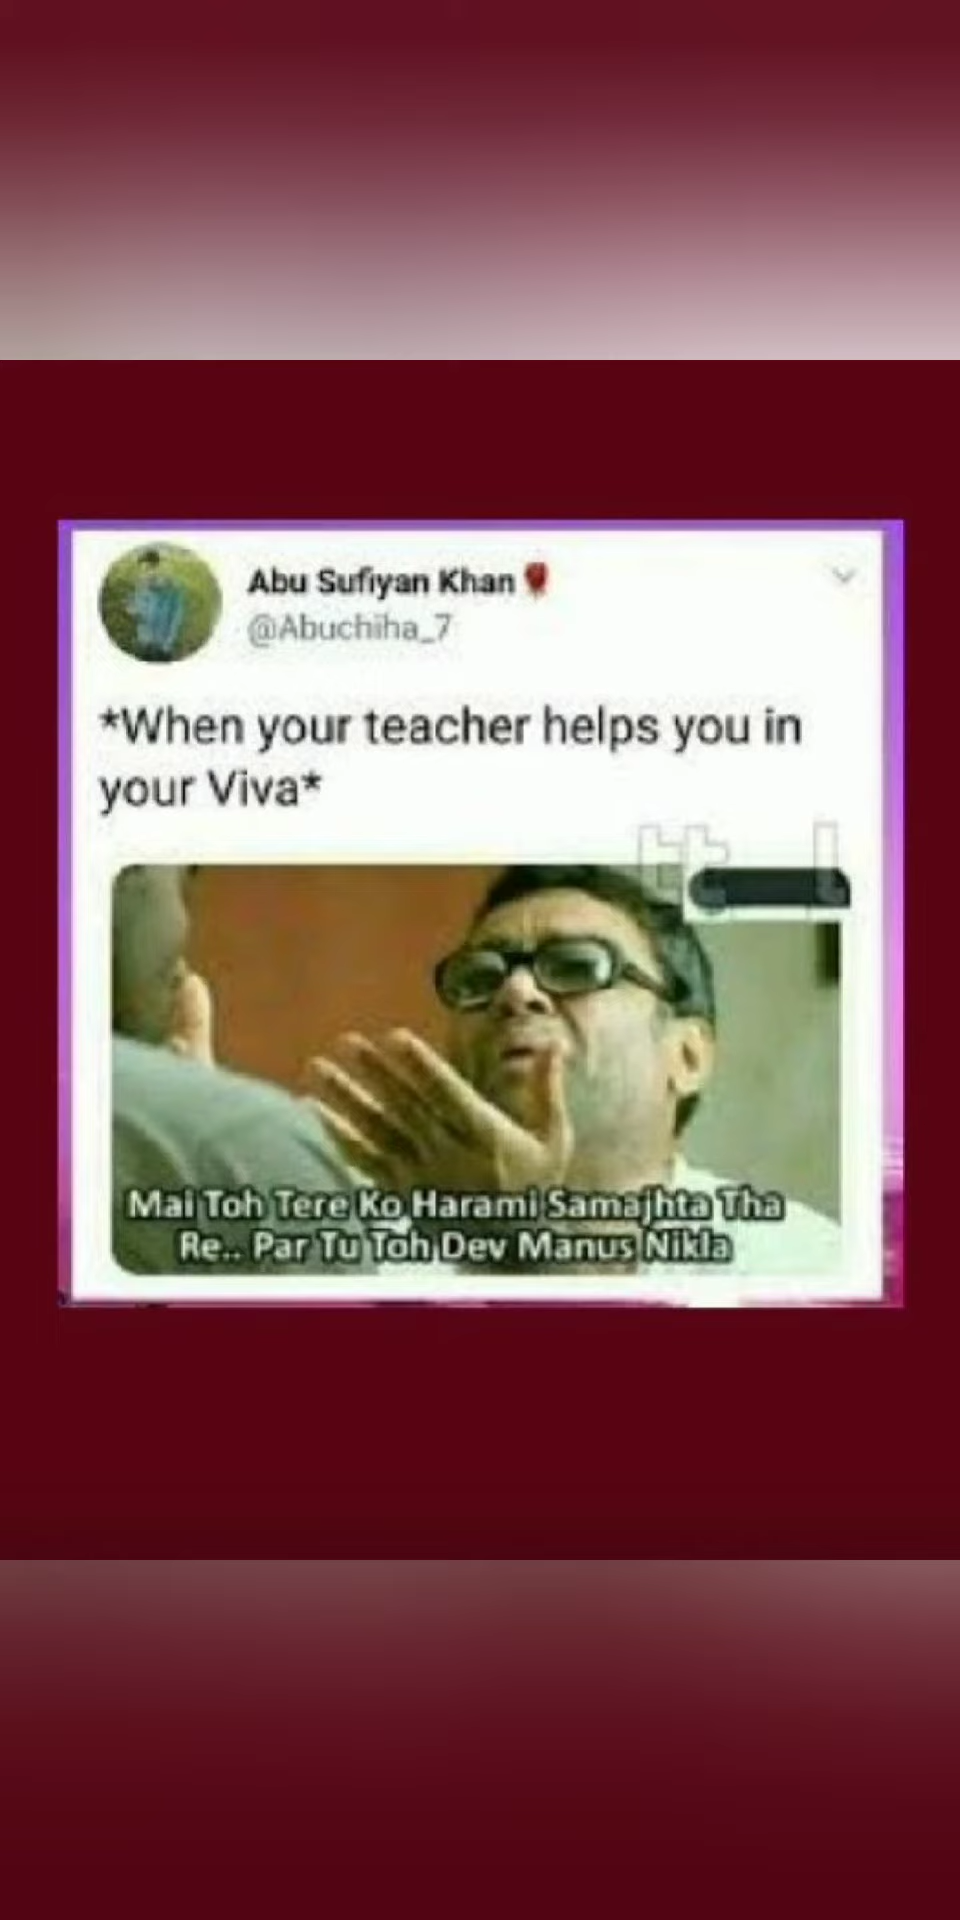 Abu Sufiyan Khan🌹
@Abuchiha_7
*When your teacher helps you in
your Viva*
Mai Toh Tere Ko Harami Samajhta Tha
Re.. Par Tu Toh Dev Manus Nikla